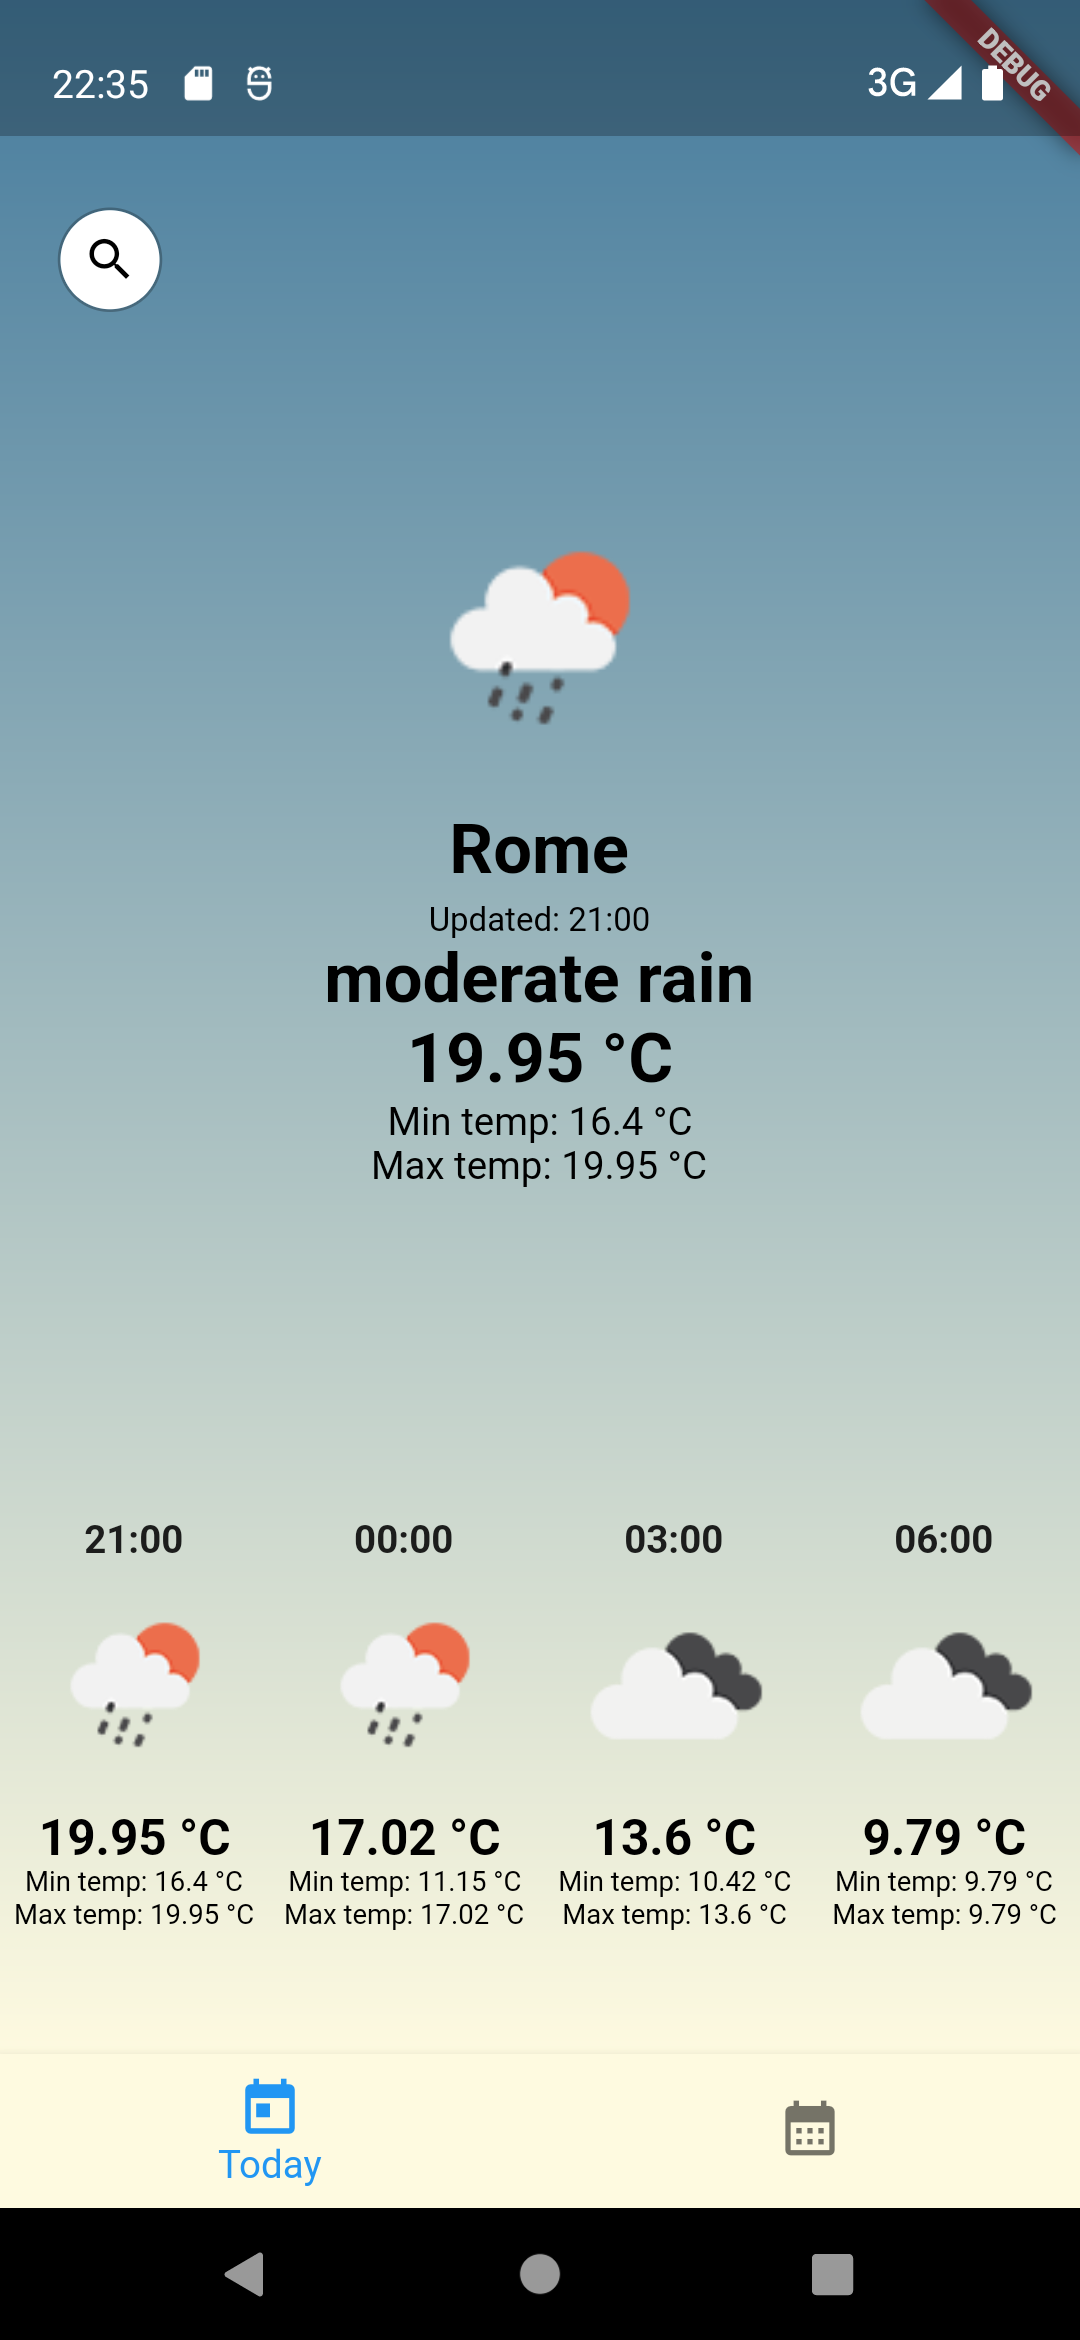 22:35
3G
DEBUG
Rome
Updated: 21:00
moderate rain
19.95 °C
Min temp: 16.4 °C
Max temp: 19.95 °C
21:00 00:00 03:00 06:00
19.95 °C 17.02 °C 13.6 °C 9.79 °C
Min temp: 16.4 °C Min temp: 11.15 °C Min temp: 10.42 °C Min temp: 9.79 °C
Max temp: 19.95 °C Max temp: 17.02 °C Max temp: 13.6 °C Max temp: 9.79 °C
Today